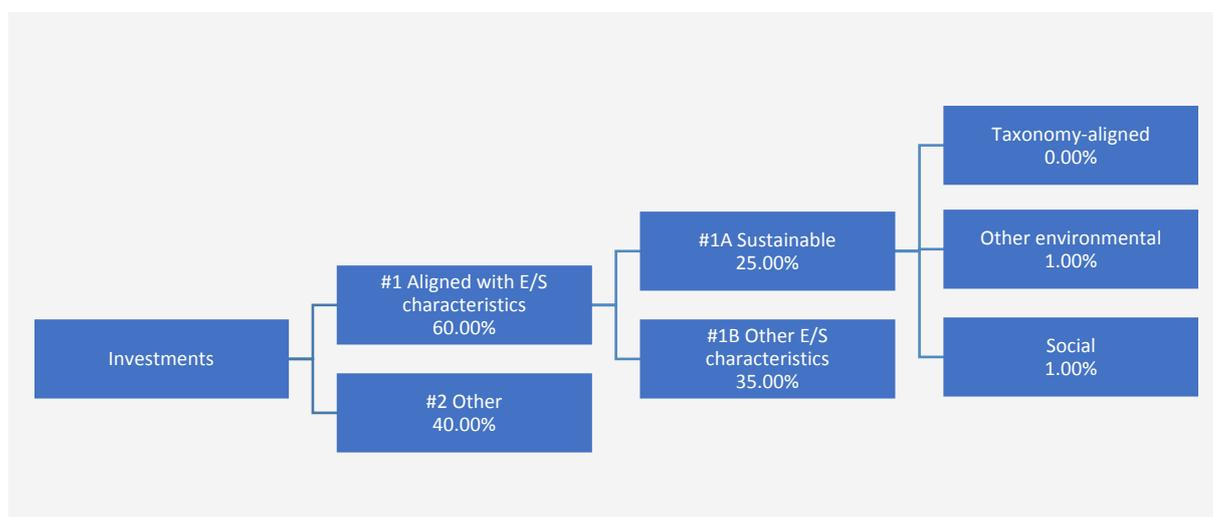 Investments
#1 Aligned with E/S
characteristics
60.00%
#2 Other
40.00%
#1A Sustainable
25.00%
#1B Other E/S
characteristics
35.00%
Taxonomy-aligned
0.00%
Other environmental
1.00%
Social
1.00%